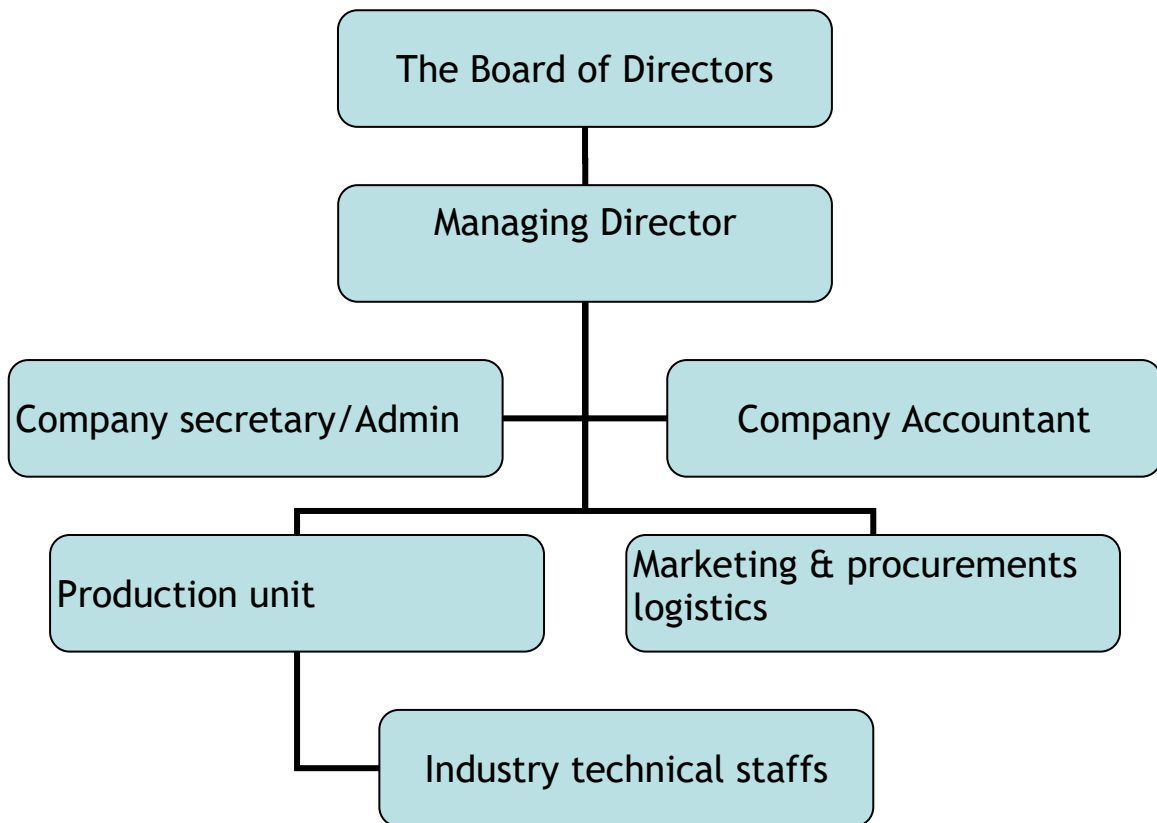 The Board of Directors
Managing Director
Company secretary/Admin
Company Accountant
Production unit
Marketing & procurements
logistics
Industry technical staffs